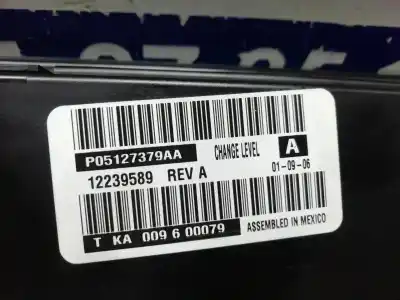 P05127379AA
CHANGE LEVEL A
12239589 REV A 01-09-06
T KA 009 6 00079 ASSEMBLED IN MEXICO